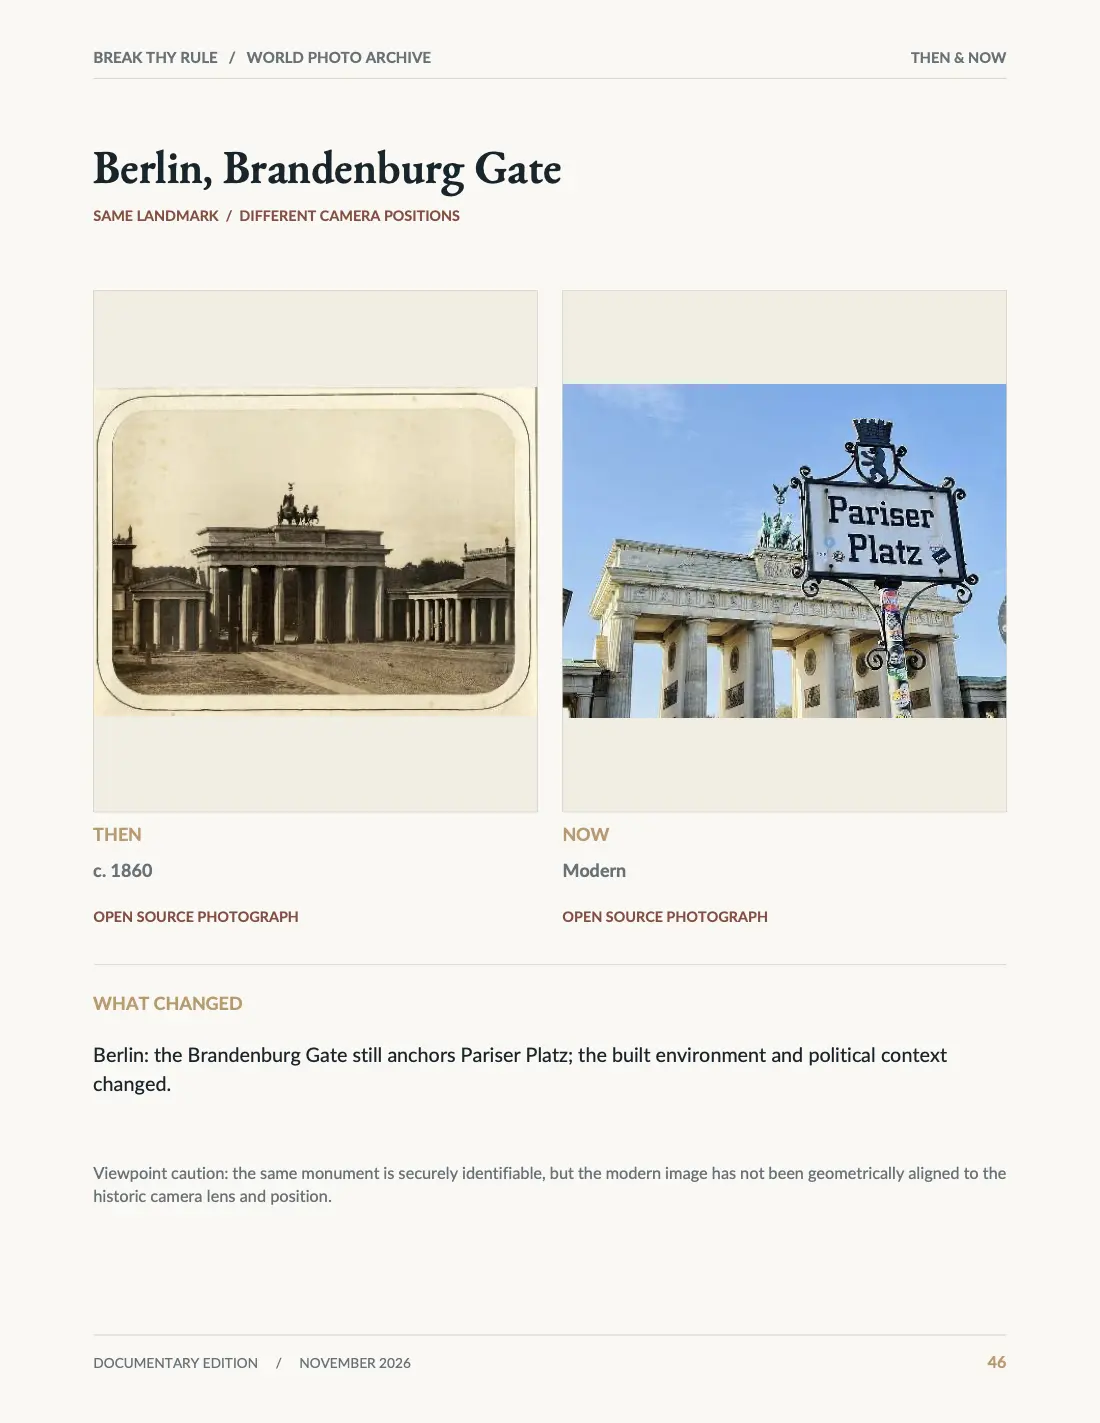 BREAK THY RULE / WORLD PHOTO ARCHIVE
THEN & NOW
Berlin, Brandenburg Gate
SAME LANDMARK / DIFFERENT CAMERA POSITIONS
Pariser
Platz
THEN
c. 1860
OPEN SOURCE PHOTOGRAPH
NOW
Modern
OPEN SOURCE PHOTOGRAPH
WHAT CHANGED
Berlin: the Brandenburg Gate still anchors Pariser Platz; the built environment and political context
changed.
Viewpoint caution: the same monument is securely identifiable, but the modern image has not been geometrically aligned to the
historic camera lens and position.
DOCUMENTARY EDITION / NOVEMBER 2026
46